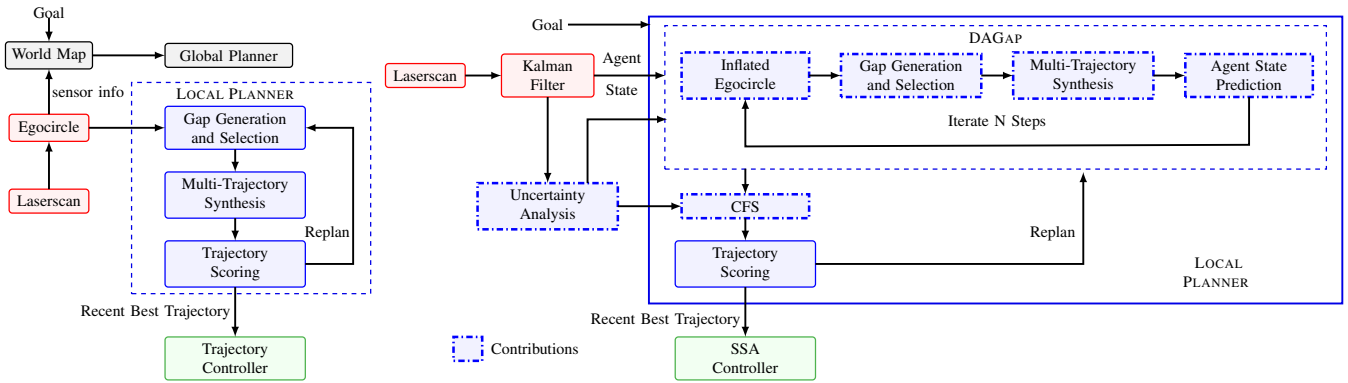 Goal
World Map
Global Planner
sensor info
LOCAL PLANNER
Egocircle
Gap Generation
and Selection
Laserscan
Multi-Trajectory
Synthesis
Trajectory
Scoring
Replan
Recent Best Trajectory
Trajectory
Controller
Goal
DAGAP
Laserscan
Kalman
Filter
Agent
State
Inflated
Egocircle
Gap Generation
and Selection
Multi-Trajectory
Synthesis
Agent State
Prediction
Iterate N Steps
Uncertainty
Analysis
CFS
Trajectory
Scoring
Replan
LOCAL
PLANNER
Recent Best Trajectory
SSA
Controller
Contributions